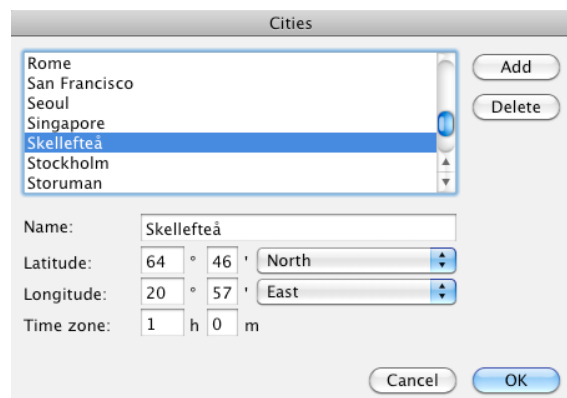 Cities
Rome
San Francisco
Seoul
Singapore
Skellefteå
Stockholm
Storuman
Add
Delete
Name: Skellefteå
Latitude: 64 ° 46 ' North
Longitude: 20 ° 57 ' East
Time zone: 1 h 0 m
Cancel OK